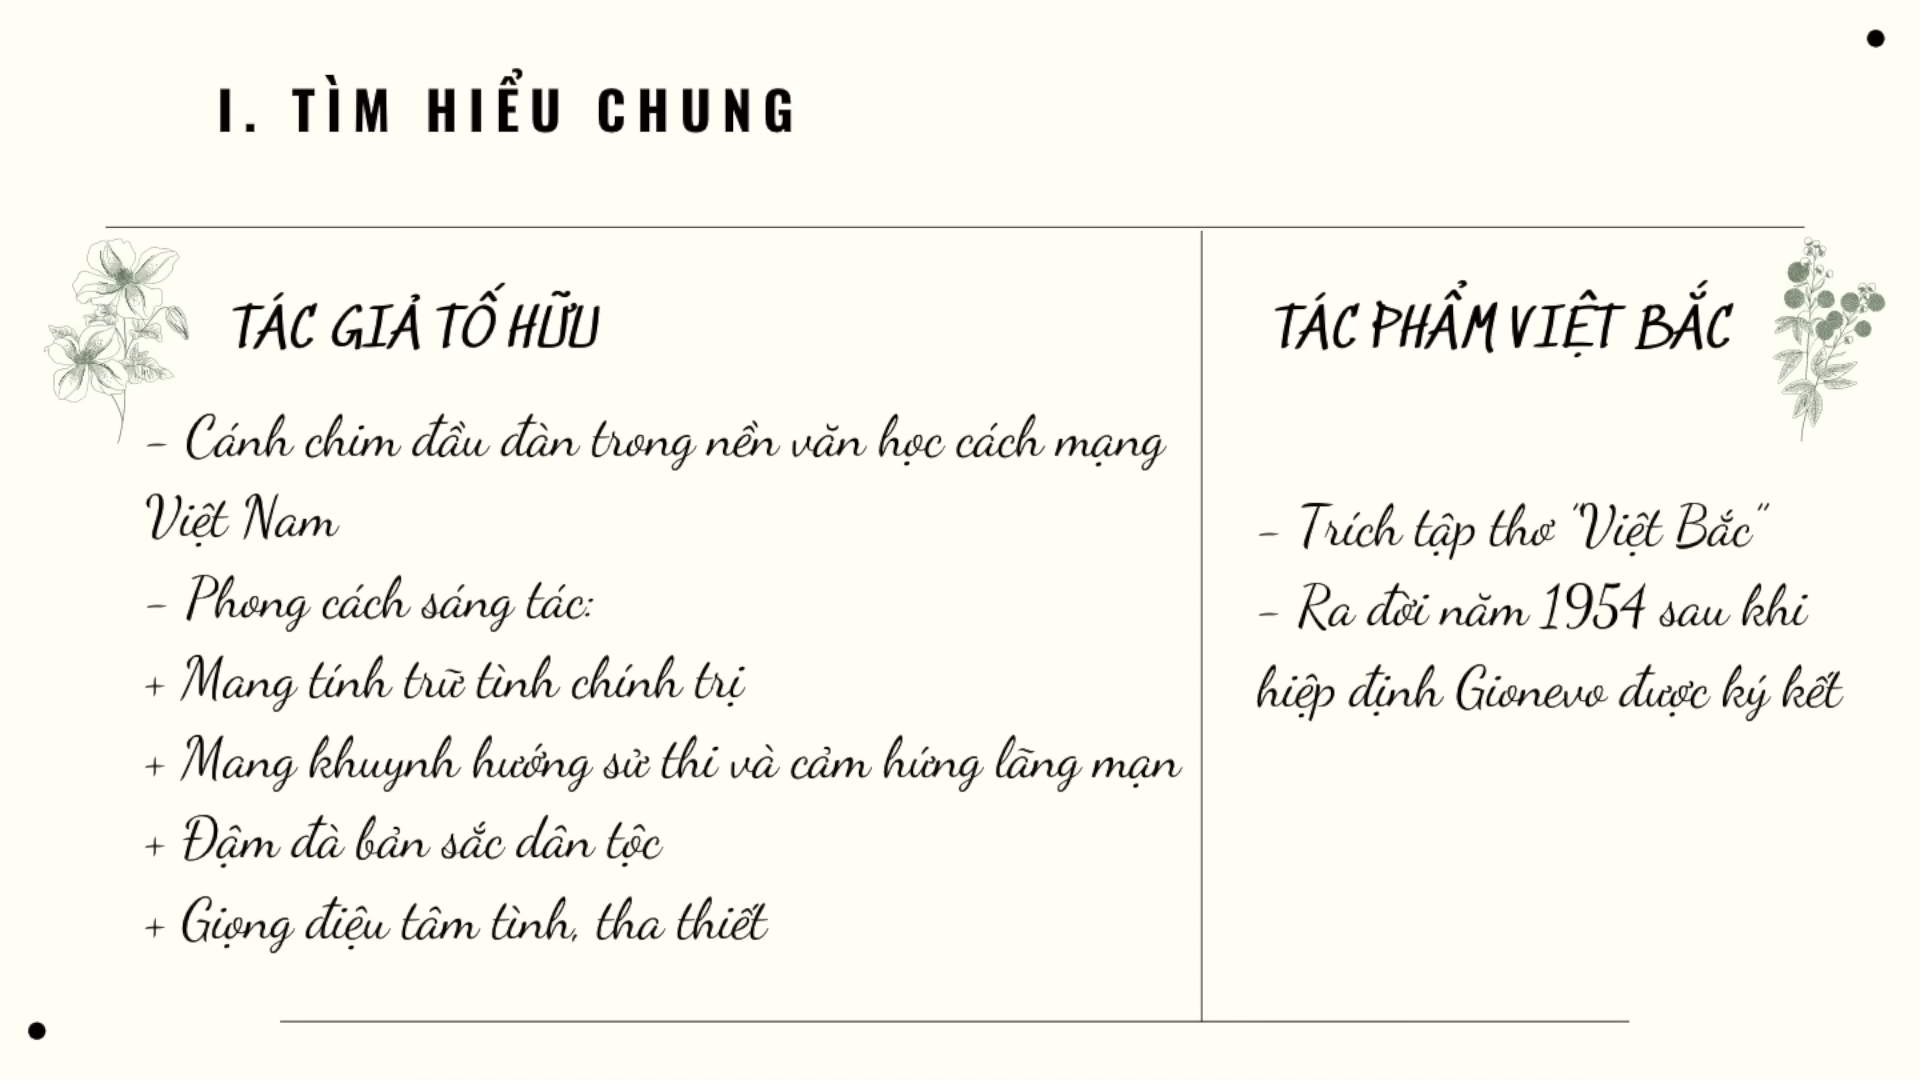 I. TÌM HIỂU CHUNG
TÁC GIẢ TỐ HỮU
- Cánh chim đầu đàn trong nền văn học cách mạng
Việt Nam
- Phong cách sáng tác:
+ Mang tính trữ tình chính trị
+ Mang khuynh hướng sử thi và cảm hứng lãng mạn
+ Đậm đà bản sắc dân tộc
+ Giọng điệu tâm tình, tha thiết
TÁC PHẨM VIỆT BẮC
- Trích tập thơ "Việt Bắc"
- Ra đời năm 1954 sau khi
hiệp định Gionevo được ký kết